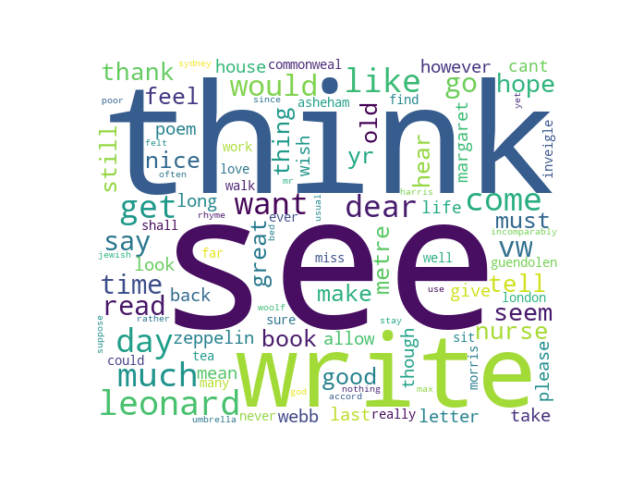 sydney
thank
house
commonweal
however
cant
poor
feel
would
like
go
hope
since
asheham
find
yet
think
still
poem
thing
wish
old
hear
margaret
inveigle
felt
work
nice
love
yr
often
walk
mr
harris
get
long
want
dear
life
come
rhyme
usual
shall
ever
must
say
great
see
metre
incomparably
jewish
look
far
miss
well
vw
bed
guendolen
time
back
make
use
give
tell
london
read
woolf
stay
seem
suppose
rather
zeppelin
sure
day
book
allow
though
sit
nurse
could
tea
write
morris
please
much
mean
many
good
nothing
max
god
accord
leonard
umbrella
never
webb
last
really
letter
take